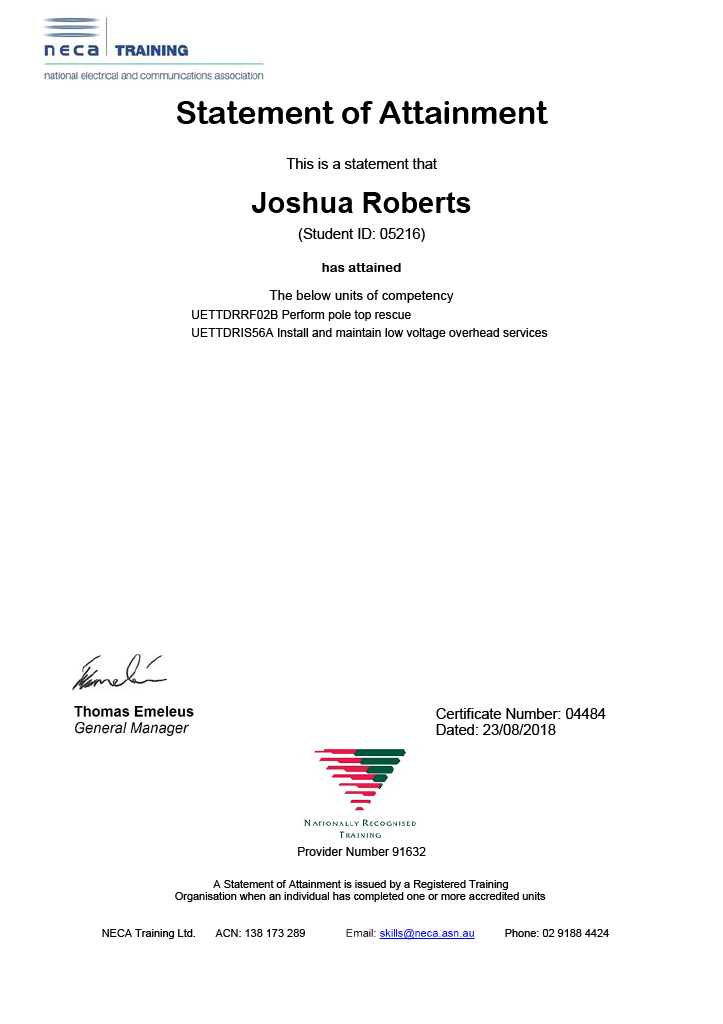 neca TRAINING
national electrical and communications association
Statement of Attainment
This is a statement that
Joshua Roberts
(Student ID: 05216)
has attained
The below units of competency
UETTDRRF02B Perform pole top rescue
UETTDRIS56A Install and maintain low voltage overhead services
Thomas Emeleus
General Manager
Certificate Number: 04484
Dated: 23/08/2018
NATIONALLY RECOGNISED
TRAINING
Provider Number 91632
A Statement of Attainment is issued by a Registered Training
Organisation when an individual has completed one or more accredited units
NECA Training Ltd. ACN: 138 173 289 Email: skills@neca.asn.au Phone: 02 9188 4424